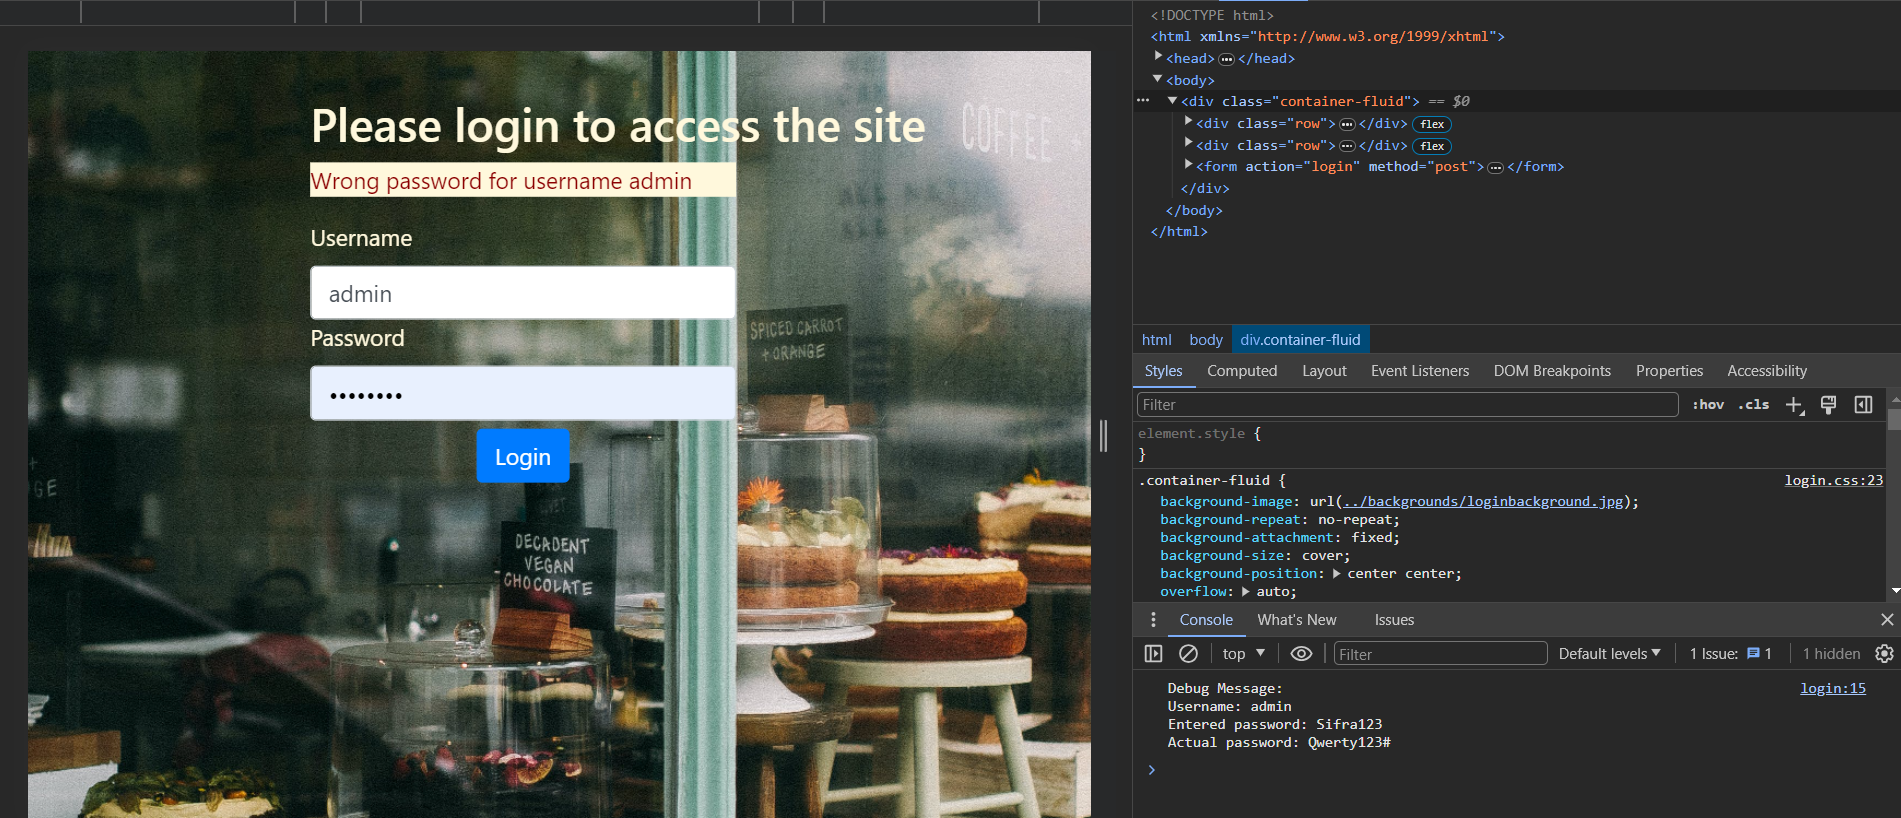 Please login to access the site
Wrong password for username admin
Username
admin
Password
••••••••
Login
COFFEE +
SPICED CARROT
+ ORANGE
DECADENT
VEGAN
CHOCOLATE
<!DOCTYPE html>
<html xmlns="http://www.w3.org/1999/xhtml">
<head> ••• </head>
<body>
••• <div class="container-fluid"> == $0
<div class="row"> ••• </div> flex
<div class="row"> ••• </div> flex
<form action="login" method="post"> ••• </form>
</div>
</body>
</html>
html body div.container-fluid
Styles Computed Layout Event Listeners DOM Breakpoints Properties Accessibility
Filter :hov .cls
element.style {
}
.container-fluid { login.css:23
background-image: url(../backgrounds/loginbackground.jpg);
background-repeat: no-repeat;
background-attachment: fixed;
background-size: cover;
background-position: center center;
overflow: auto;
Console What's New Issues
top Filter Default levels 1 Issue: 1 1 hidden
Debug Message: login:15
Username: admin
Entered password: Sifra123
Actual password: Qwerty123#